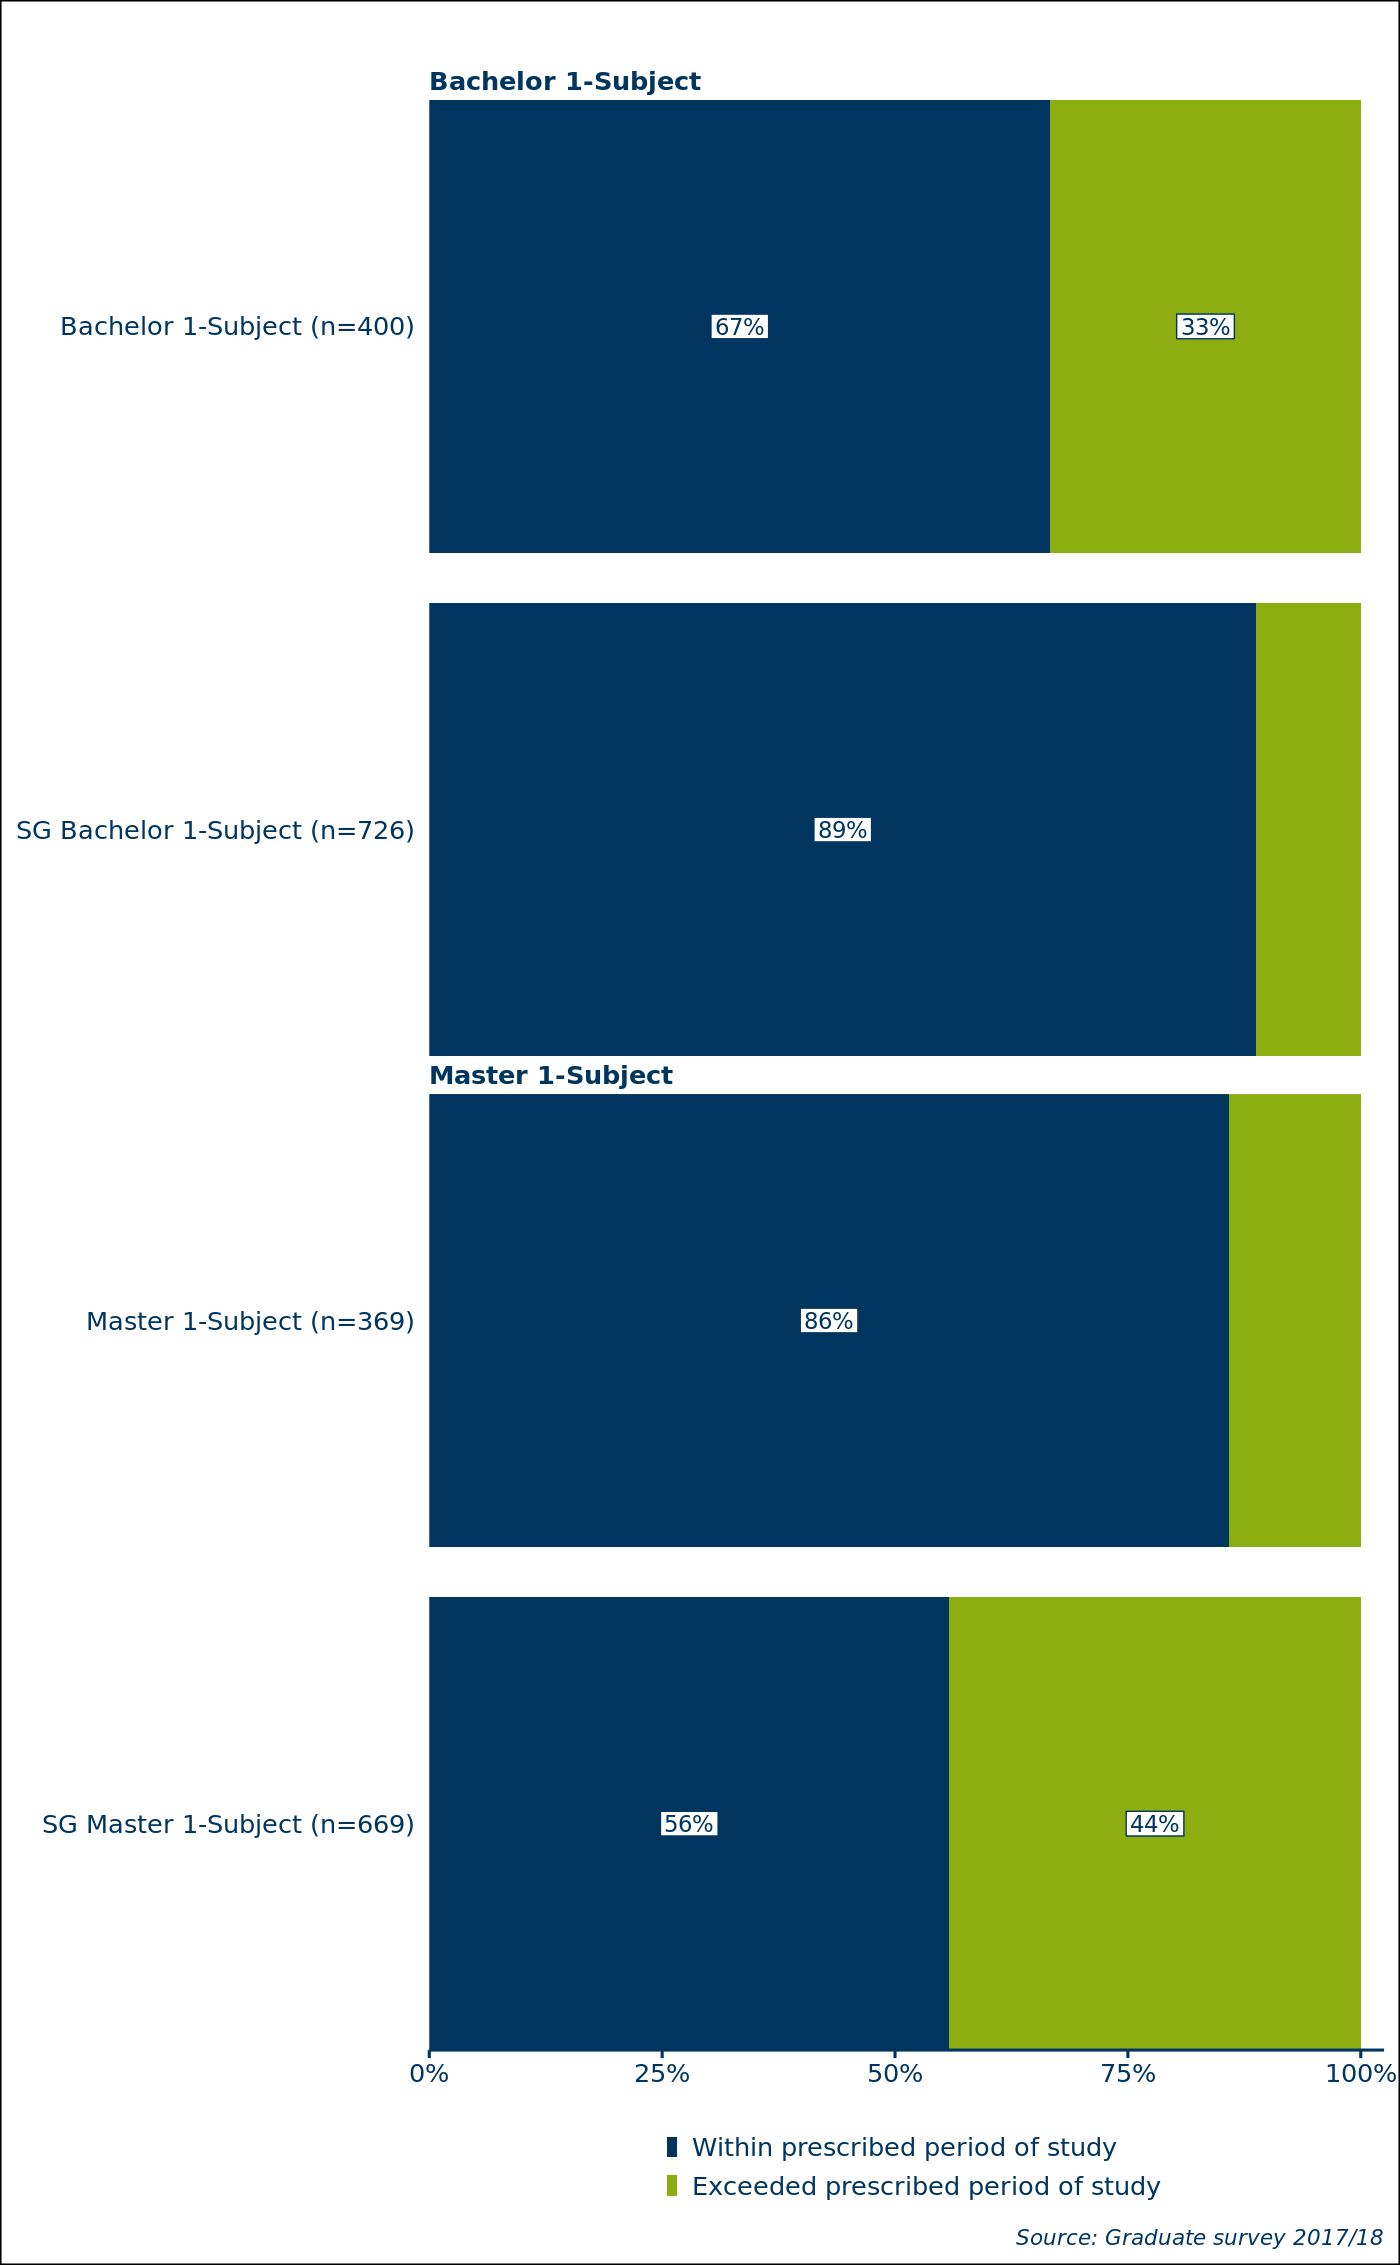 Bachelor 1-Subject
Bachelor 1-Subject (n=400)
67%
33%
SG Bachelor 1-Subject (n=726)
89%
Master 1-Subject
Master 1-Subject (n=369)
86%
SG Master 1-Subject (n=669)
56%
44%
0% 25% 50% 75% 100%
Within prescribed period of study
Exceeded prescribed period of study
Source: Graduate survey 2017/18